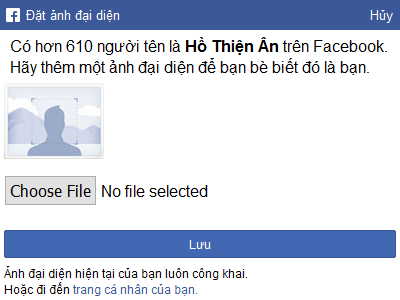 Đặt ảnh đại diện Hủy
Có hơn 610 người tên là Hồ Thiện Ân trên Facebook.
Hãy thêm một ảnh đại diện để bạn bè biết đó là bạn.
Choose File No file selected
Lưu
Ảnh đại diện hiện tại của bạn luôn công khai.
Hoặc đi đến trang cá nhân của bạn.